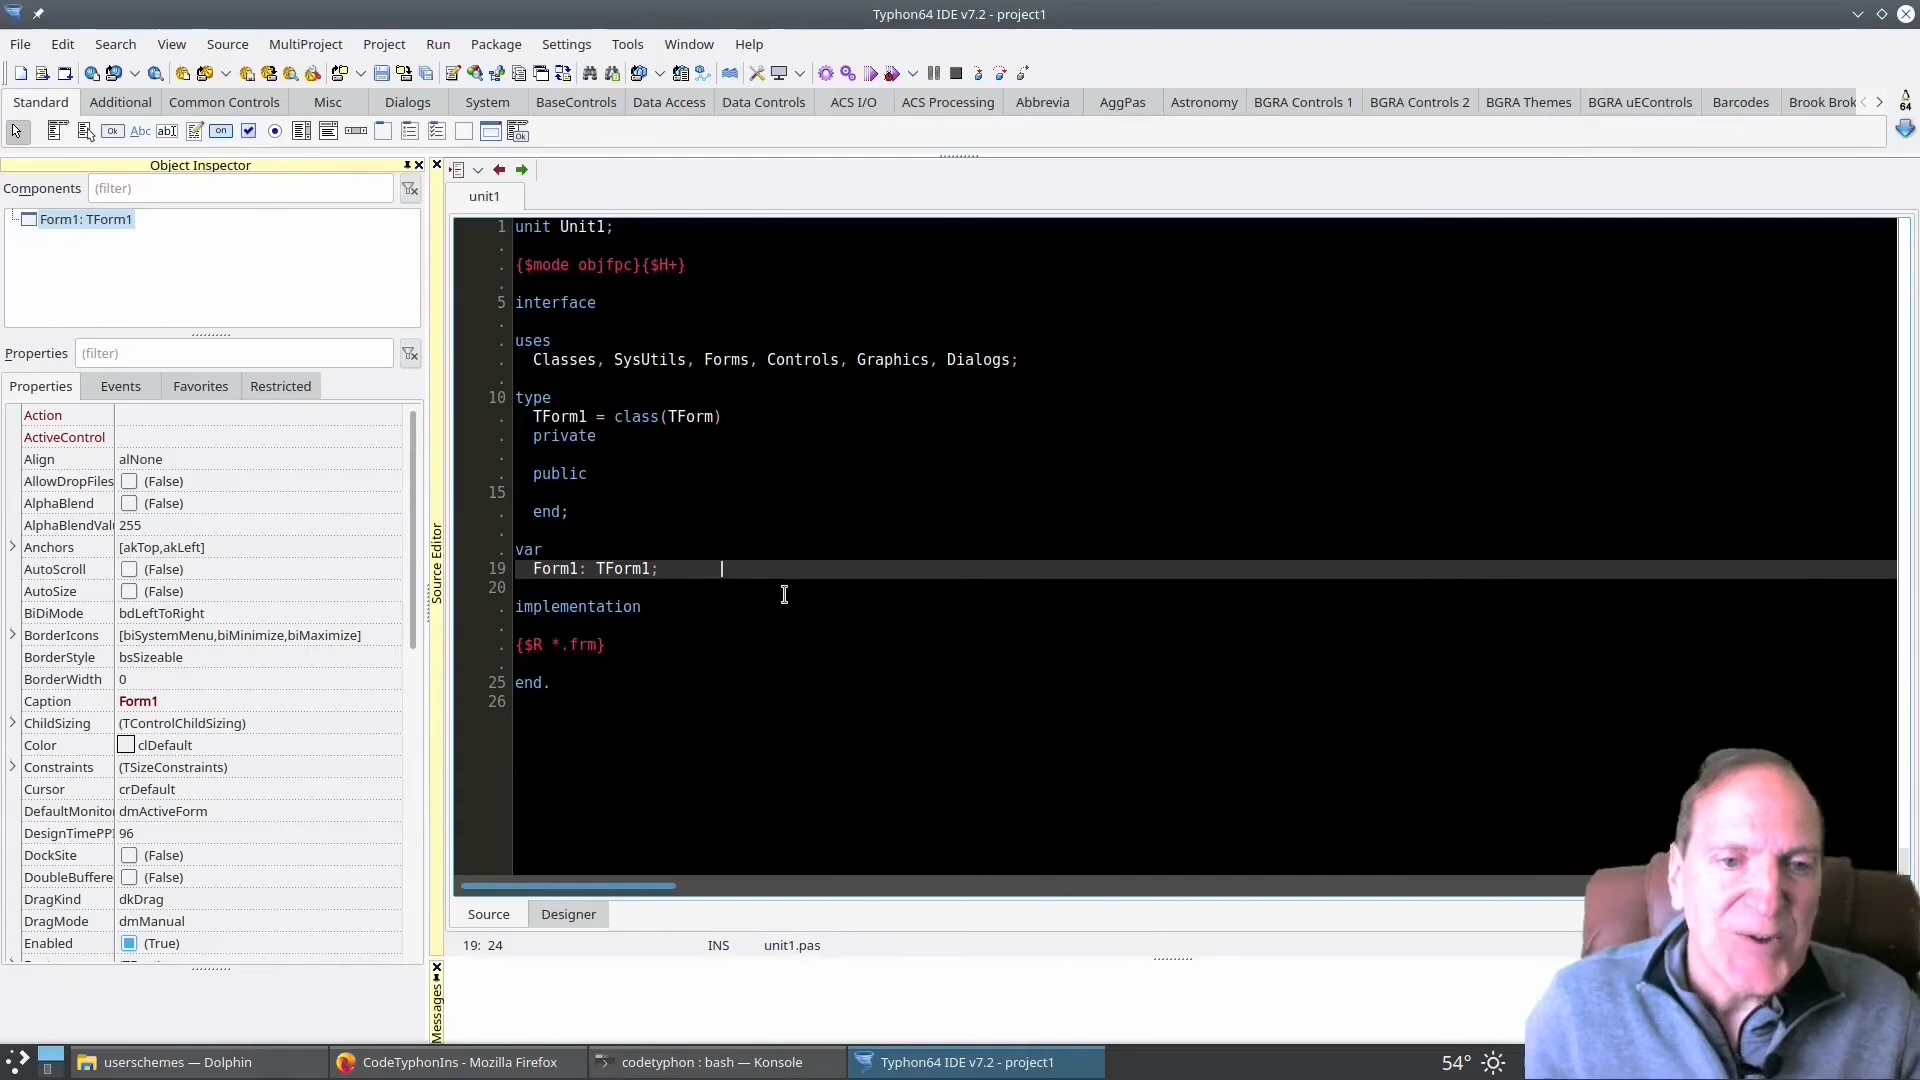 Typhon64 IDE v7.2 - project1
File Edit Search View Source MultiProject Project Run Package Settings Tools Window Help
Standard Additional Common Controls Misc Dialogs System BaseControls Data Access Data Controls ACS I/O ACS Processing Abbrevia AggPas Astronomy BGRA Controls 1 BGRA Controls 2 BGRA Themes BGRA uEControls Barcodes Brook Brok
64
Ok Abc ab on Ok
Object Inspector
Components (filter)
Form1: TForm1
Properties (filter)
Properties Events Favorites Restricted
Action
ActiveControl
Align alNone
AllowDropFiles (False)
AlphaBlend (False)
AlphaBlendVal 255
Anchors [akTop,akLeft]
AutoScroll (False)
AutoSize (False)
BiDiMode bdLeftToRight
BorderIcons [biSystemMenu,biMinimize,biMaximize]
BorderStyle bsSizeable
BorderWidth 0
Caption Form1
ChildSizing (TControlChildSizing)
Color clDefault
Constraints (TSizeConstraints)
Cursor crDefault
DefaultMonito dmActiveForm
DesignTimePP 96
DockSite (False)
DoubleBuffere (False)
DragKind dkDrag
DragMode dmManual
Enabled (True)
Source Editor
Messages
unit1
1 unit Unit1;
. {$mode objfpc}{$H+}
5 interface
. uses
. Classes, SysUtils, Forms, Controls, Graphics, Dialogs;
10 type
. TForm1 = class(TForm)
. private
. public
15
. end;
. var
19 Form1: TForm1;
20
. implementation
. {$R *.frm}
25 end.
26
Source Designer
19: 24 INS unit1.pas
userschemes — Dolphin CodeTyphonIns - Mozilla Firefox codetyphon : bash — Konsole Typhon64 IDE v7.2 - project1 54°